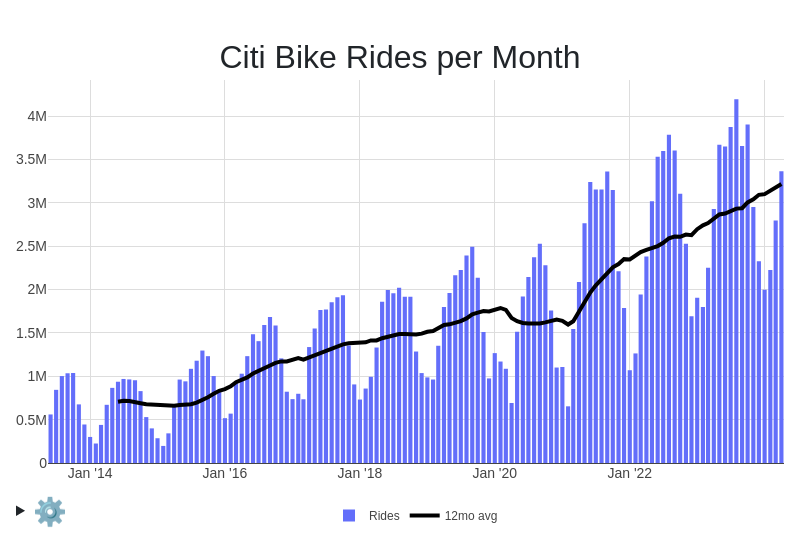 Citi Bike Rides per Month
4M
3.5M
3M
2.5M
2M
1.5M
1M
0.5M
0
Jan '14
Jan '16
Jan '18
Jan '20
Jan '22
Rides
12mo avg